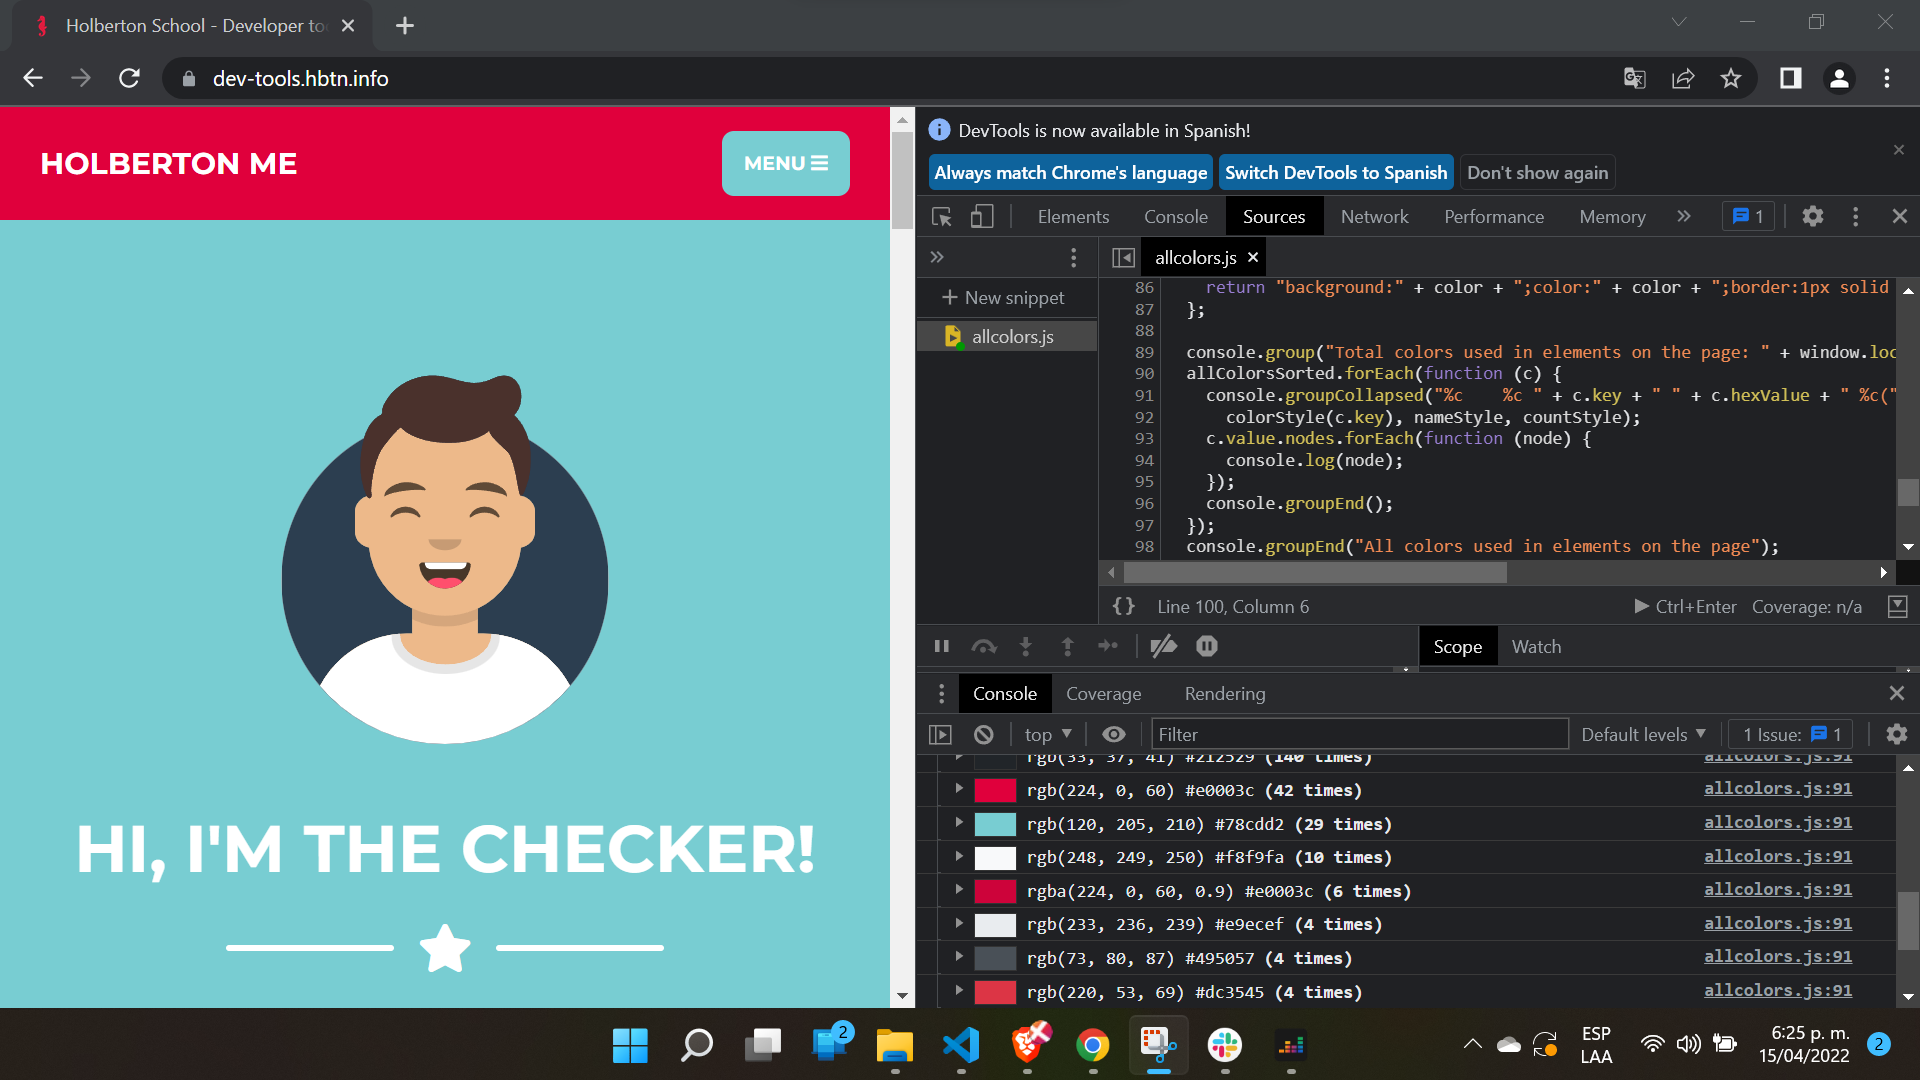 Holberton School - Developer to
dev-tools.hbtn.info
HOLBERTON ME
MENU
HI, I'M THE CHECKER!
DevTools is now available in Spanish!
Always match Chrome's language
Switch DevTools to Spanish
Don't show again
Elements
Console
Sources
Network
Performance
Memory
1
allcolors.js
+ New snippet
allcolors.js
86 return "background:" + color + ";color:" + color + ";border:1px solid
87 };
88
89 console.group("Total colors used in elements on the page: " + window.loc
90 allColorsSorted.forEach(function (c) {
91 console.groupCollapsed("%c    %c " + c.key + " " + c.hexValue + " %c("
92 colorStyle(c.key), nameStyle, countStyle);
93 c.value.nodes.forEach(function (node) {
94 console.log(node);
95 });
96 console.groupEnd();
97 });
98 console.groupEnd("All colors used in elements on the page");
{} Line 100, Column 6
Ctrl+Enter
Coverage: n/a
Scope
Watch
Console
Coverage
Rendering
top
Filter
Default levels
1 Issue: 1
rgb(33, 37, 41) #212529 (140 times) allcolors.js:91
rgb(224, 0, 60) #e0003c (42 times) allcolors.js:91
rgb(120, 205, 210) #78cdd2 (29 times) allcolors.js:91
rgb(248, 249, 250) #f8f9fa (10 times) allcolors.js:91
rgba(224, 0, 60, 0.9) #e0003c (6 times) allcolors.js:91
rgb(233, 236, 239) #e9ecef (4 times) allcolors.js:91
rgb(73, 80, 87) #495057 (4 times) allcolors.js:91
rgb(220, 53, 69) #dc3545 (4 times) allcolors.js:91
2
ESP
LAA
6:25 p. m.
15/04/2022
2